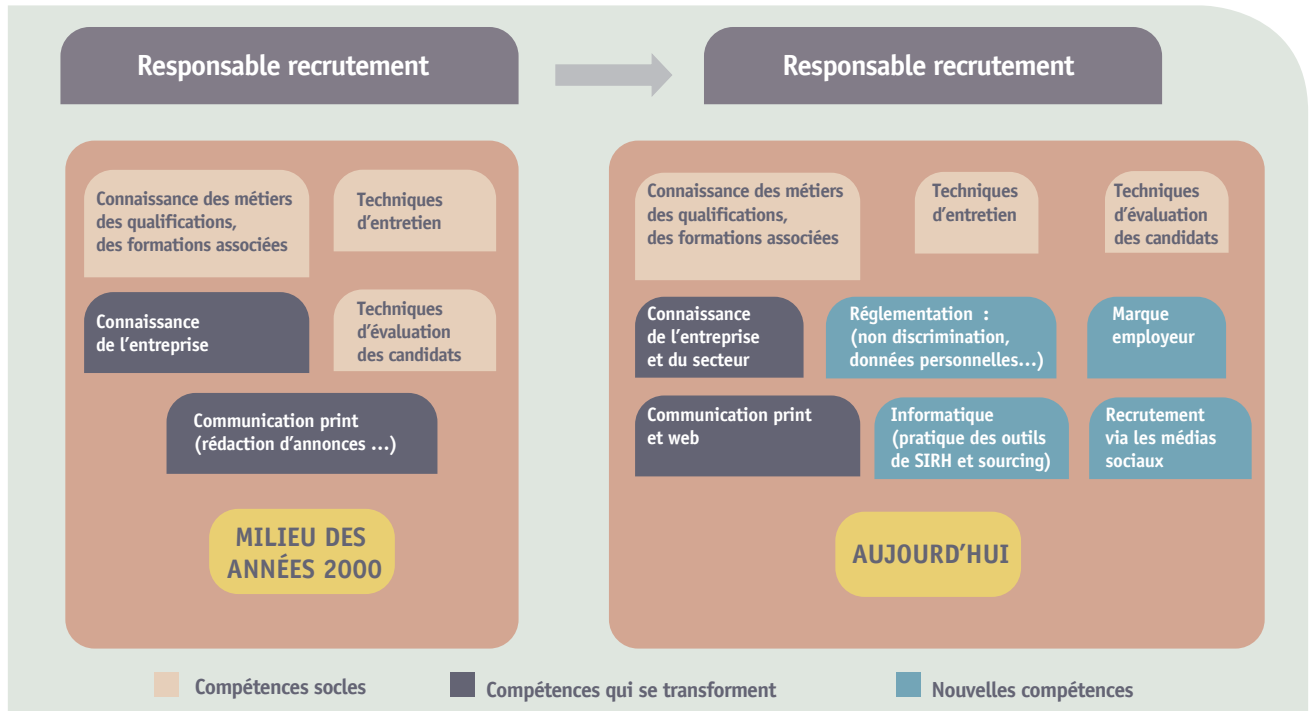 Responsable recrutement
Responsable recrutement
Connaissance des métiers
des qualifications,
des formations associées
Techniques
d'entretien
Connaissance
de l'entreprise
Techniques
d'évaluation
des candidats
Communication print
(rédaction d'annonces ...)
MILIEU DES
ANNÉES 2000
Connaissance des métiers
des qualifications,
des formations associées
Techniques
d'entretien
Techniques
d'évaluation
des candidats
Connaissance
de l'entreprise
et du secteur
Réglementation :
(non discrimination,
données personnelles...)
Marque
employeur
Communication print
et web
Informatique
(pratique des outils
de SIRH et sourcing)
Recrutement
via les médias
sociaux
AUJOURD'HUI
Compétences socles
Compétences qui se transforment
Nouvelles compétences